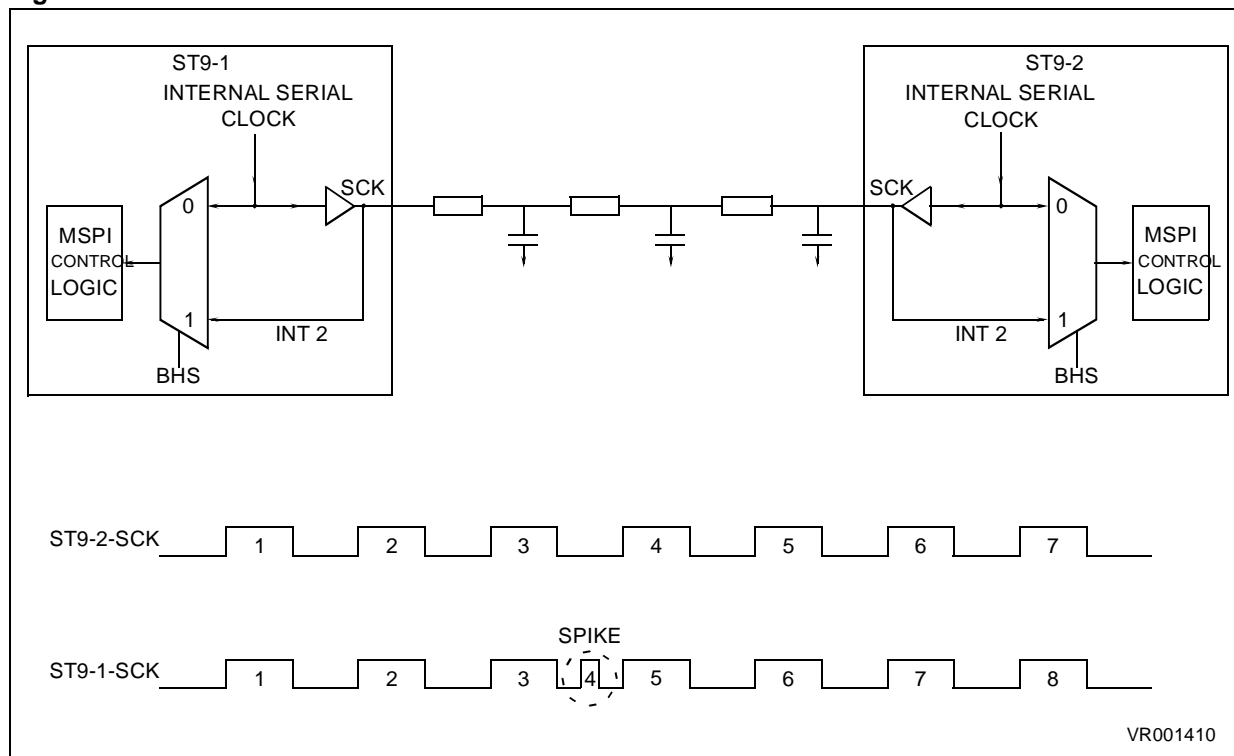 ST9-1
INTERNAL SERIAL
CLOCK
MSPI
CONTROL
LOGIC
0
1
SCK
INT 2
BHS
ST9-2
INTERNAL SERIAL
CLOCK
SCK
0
1
MSPI
CONTROL
LOGIC
INT 2
BHS
ST9-2-SCK 1 2 3 4 5 6 7
SPIKE
ST9-1-SCK 1 2 3 4 5 6 7 8
VR001410